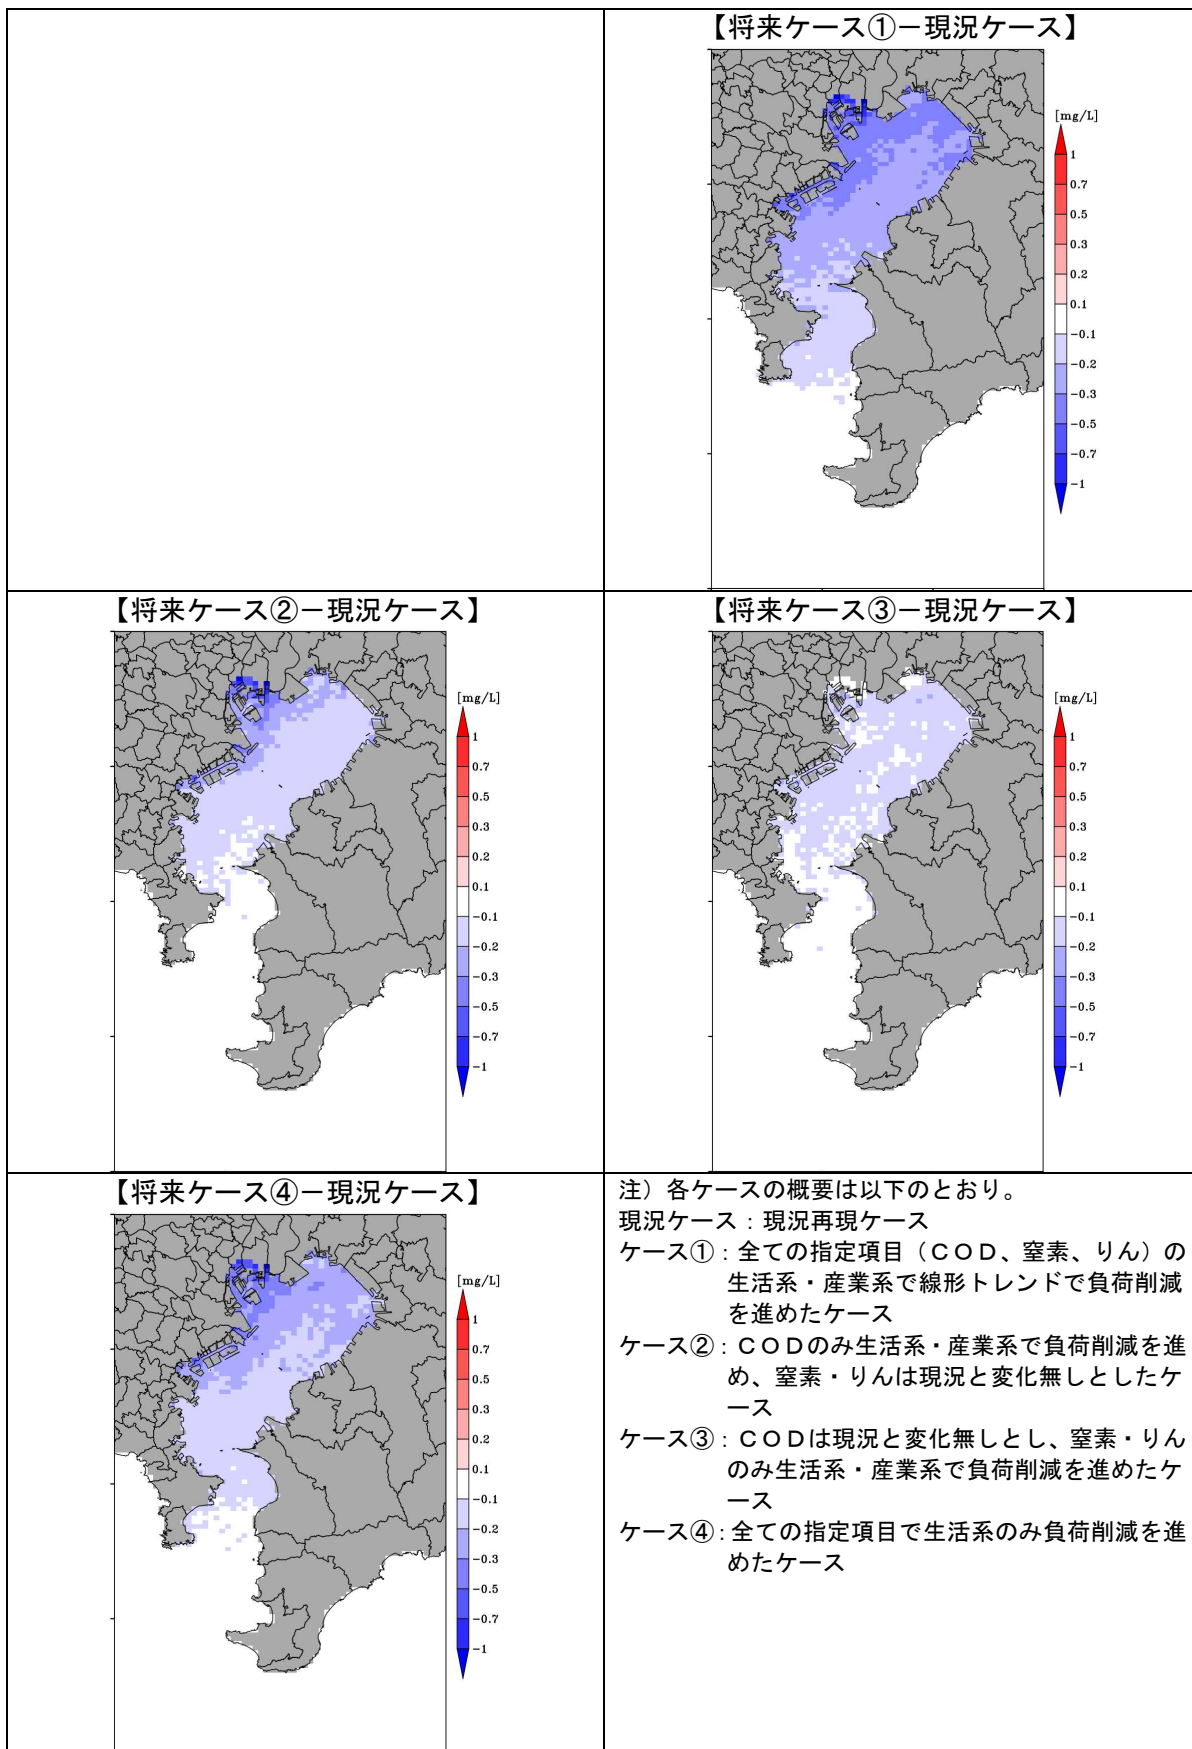 【将来ケース①－現況ケース】
[mg/L]
1
0.7
0.5
0.3
0.2
0.1
-0.1
-0.2
-0.3
-0.5
-0.7
-1
【将来ケース②－現況ケース】
[mg/L]
1
0.7
0.5
0.3
0.2
0.1
-0.1
-0.2
-0.3
-0.5
-0.7
-1
【将来ケース③－現況ケース】
[mg/L]
1
0.7
0.5
0.3
0.2
0.1
-0.1
-0.2
-0.3
-0.5
-0.7
-1
【将来ケース④－現況ケース】
[mg/L]
1
0.7
0.5
0.3
0.2
0.1
-0.1
-0.2
-0.3
-0.5
-0.7
-1
注）各ケースの概要は以下のとおり。
現況ケース：現況再現ケース
ケース①：全ての指定項目（ＣＯＤ、窒素、りん）の
生活系・産業系で線形トレンドで負荷削減
を進めたケース
ケース②：ＣＯＤのみ生活系・産業系で負荷削減を進
め、窒素・りんは現況と変化無しとしたケ
ース
ケース③：ＣＯＤは現況と変化無しとし、窒素・りん
のみ生活系・産業系で負荷削減を進めたケ
ース
ケース④：全ての指定項目で生活系のみ負荷削減を進
めたケース